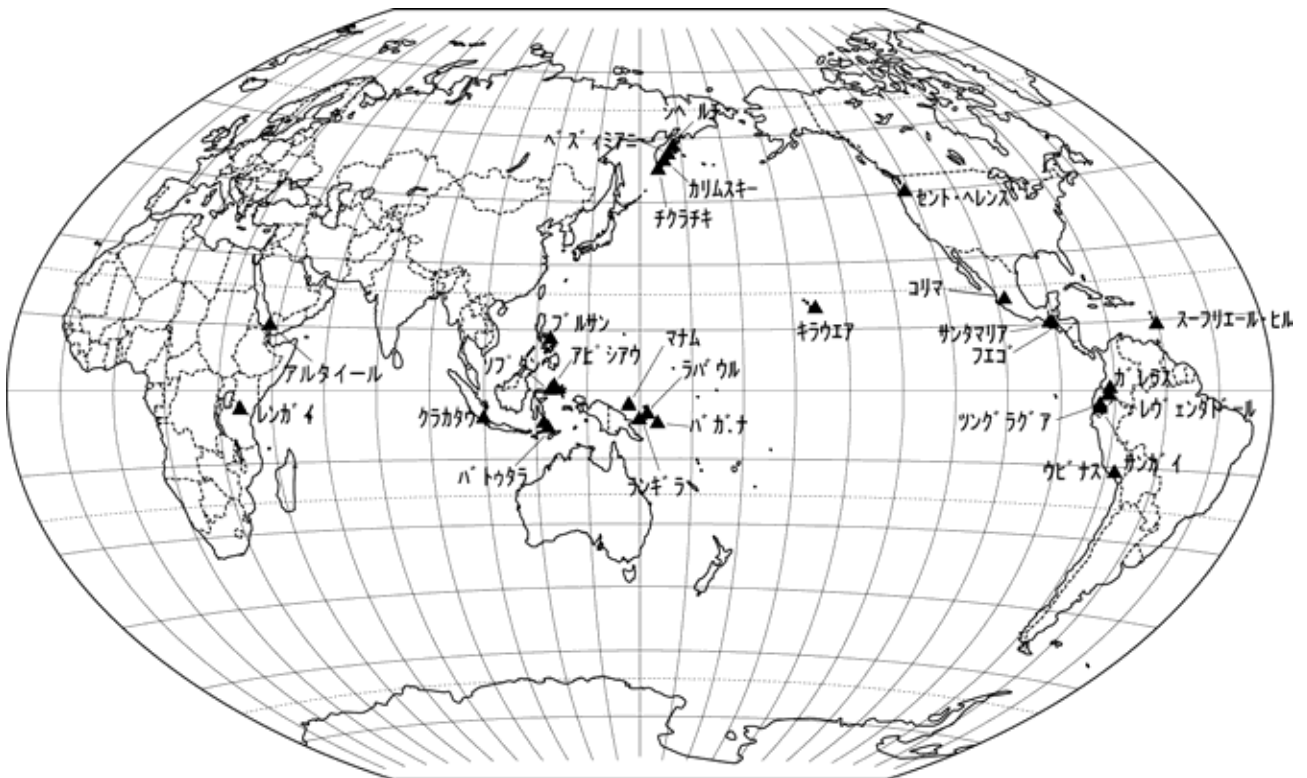 シベルチ
ベズィミアニー
カリムスキー
チクラチキ
セント・ヘレンズ
コリマ
キラウエア
サンタマリア
フエゴ
スーフリエール・ヒル
ブルサン
マナム
アピシアウ
ソプタン
ラバウル
アルタイール
レンガイ
クラカタウ
バガナ
ガレラス
レヴェンタドール
ツングラグア
バトゥタラ
ランギラ
ウビナス
サンガイ